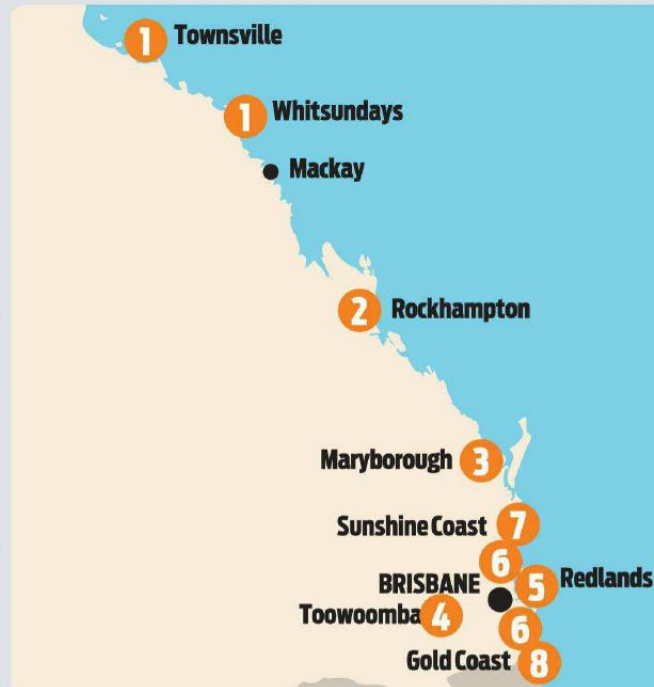 1 Townsville
1 Whitsundays
Mackay
2 Rockhampton
Maryborough 3
Sunshine Coast 7
6
BRISBANE
5 Redlands
Toowoomba 4
6
Gold Coast 8